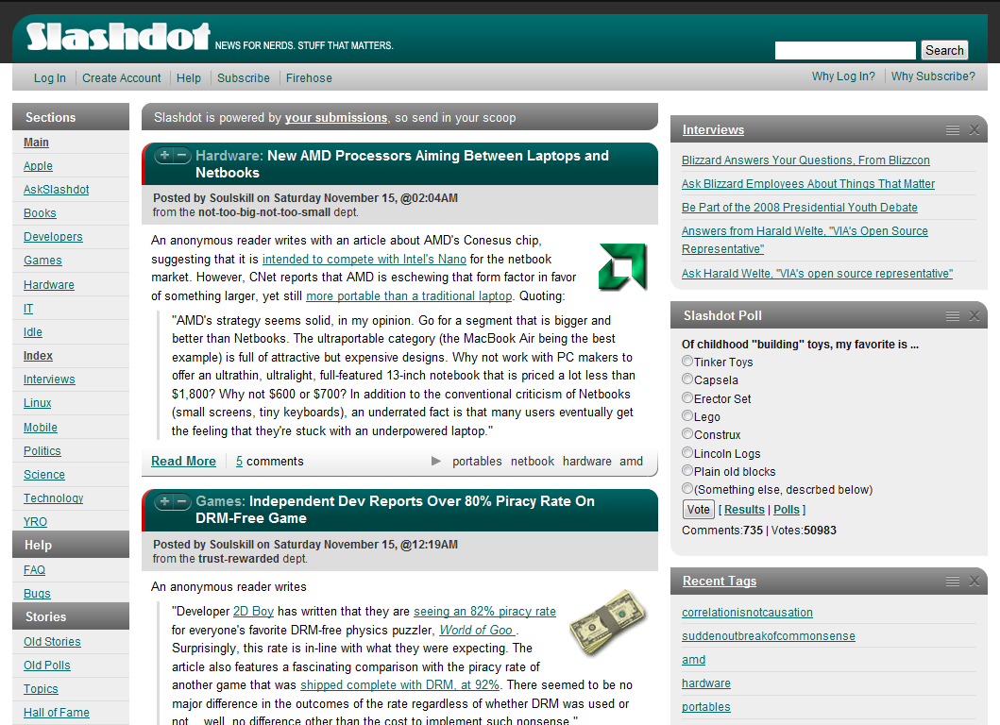 Slashdot NEWS FOR NERDS. STUFF THAT MATTERS.
Search
Log In
Create Account
Help
Subscribe
Firehose
Why Log In?
Why Subscribe?
Sections
Main
Apple
AskSlashdot
Books
Developers
Games
Hardware
IT
Idle
Index
Interviews
Linux
Mobile
Politics
Science
Technology
YRO
Help
FAQ
Bugs
Stories
Old Stories
Old Polls
Topics
Hall of Fame
Slashdot is powered by your submissions, so send in your scoop
Hardware: New AMD Processors Aiming Between Laptops and
Netbooks
Posted by Soulskill on Saturday November 15, @02:04AM
from the not-too-big-not-too-small dept.
An anonymous reader writes with an article about AMD's Conesus chip,
suggesting that it is intended to compete with Intel's Nano for the netbook
market. However, CNet reports that AMD is eschewing that form factor in favor
of something larger, yet still more portable than a traditional laptop. Quoting:
"AMD's strategy seems solid, in my opinion. Go for a segment that is bigger and
better than Netbooks. The ultraportable category (the MacBook Air being the best
example) is full of attractive but expensive designs. Why not work with PC makers to
offer an ultrathin, ultralight, full-featured 13-inch notebook that is priced a lot less than
$1,800? Why not $600 or $700? In addition to the conventional criticism of Netbooks
(small screens, tiny keyboards), an underrated fact is that many users eventually get
the feeling that they're stuck with an underpowered laptop."
Read More
5 comments
portables netbook hardware amd
Games: Independent Dev Reports Over 80% Piracy Rate On
DRM-Free Game
Posted by Soulskill on Saturday November 15, @12:19AM
from the trust-rewarded dept.
An anonymous reader writes
"Developer 2D Boy has written that they are seeing an 82% piracy rate
for everyone's favorite DRM-free physics puzzler, World of Goo .
Surprisingly, this rate is in-line with what they were expecting. The
article also features a fascinating comparison with the piracy rate of
another game that was shipped complete with DRM, at 92%. There seemed to be no
major difference in the outcomes of the rate regardless of whether DRM was used or
not... well, no difference other than the cost to implement such nonsense."
Interviews
Blizzard Answers Your Questions, From Blizzcon
Ask Blizzard Employees About Things That Matter
Be Part of the 2008 Presidential Youth Debate
Answers from Harald Welte, "VIA's Open Source
Representative"
Ask Harald Welte, "VIA's open source representative"
Slashdot Poll
Of childhood "building" toys, my favorite is ...
Tinker Toys
Capsela
Erector Set
Lego
Construx
Lincoln Logs
Plain old blocks
(Something else, descrbed below)
Vote [ Results | Polls ]
Comments:735 | Votes:50983
Recent Tags
correlationisnotcausation
suddenoutbreakofcommonsense
amd
hardware
portables